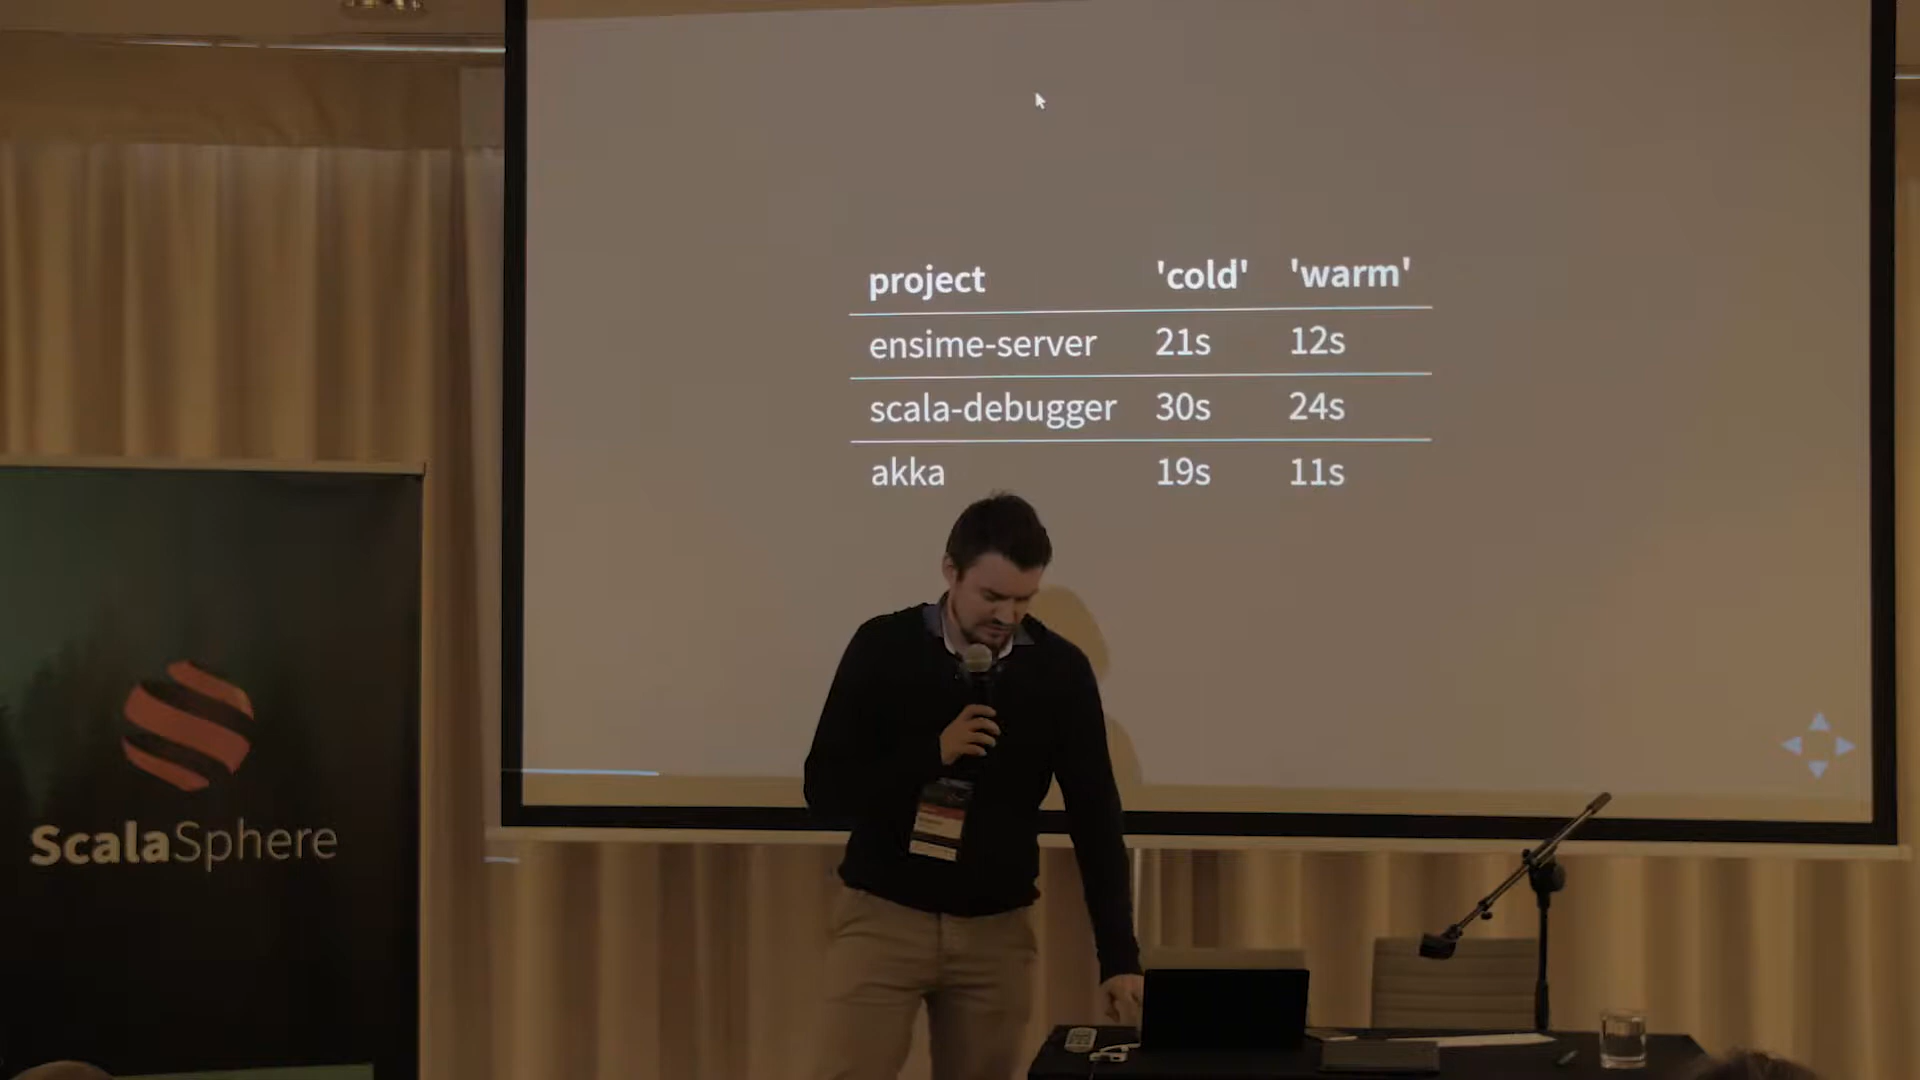 project 'cold' 'warm'
ensime-server 21s 12s
scala-debugger 30s 24s
akka 19s 11s
ScalaSphere